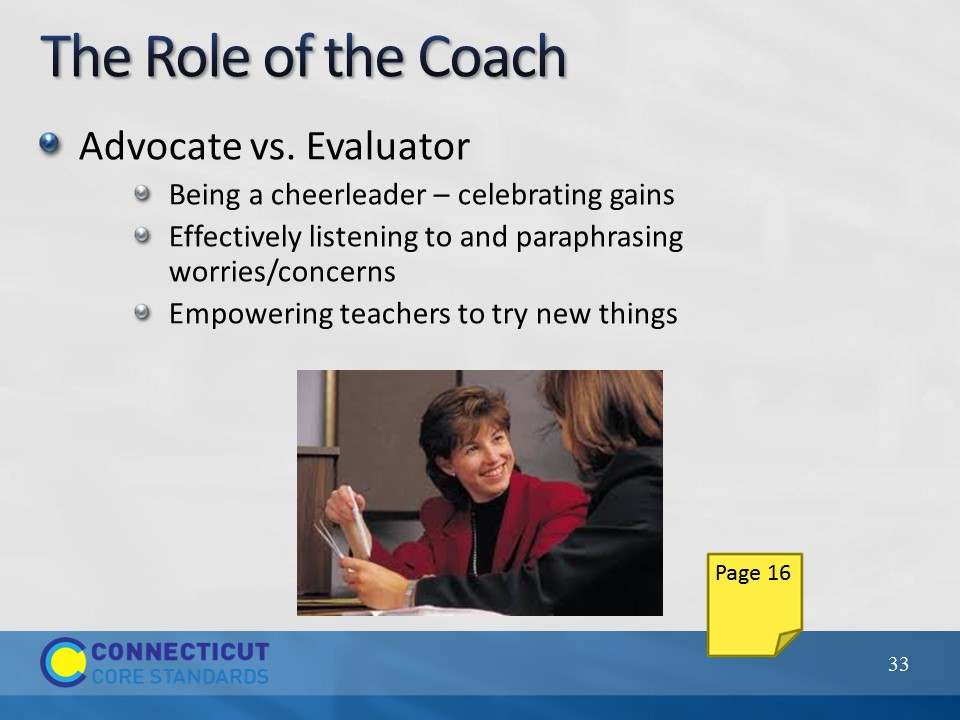 The Role of the Coach
Advocate vs. Evaluator
Being a cheerleader – celebrating gains
Effectively listening to and paraphrasing
worries/concerns
Empowering teachers to try new things
Page 16
CONNECTICUT
CORE STANDARDS
33